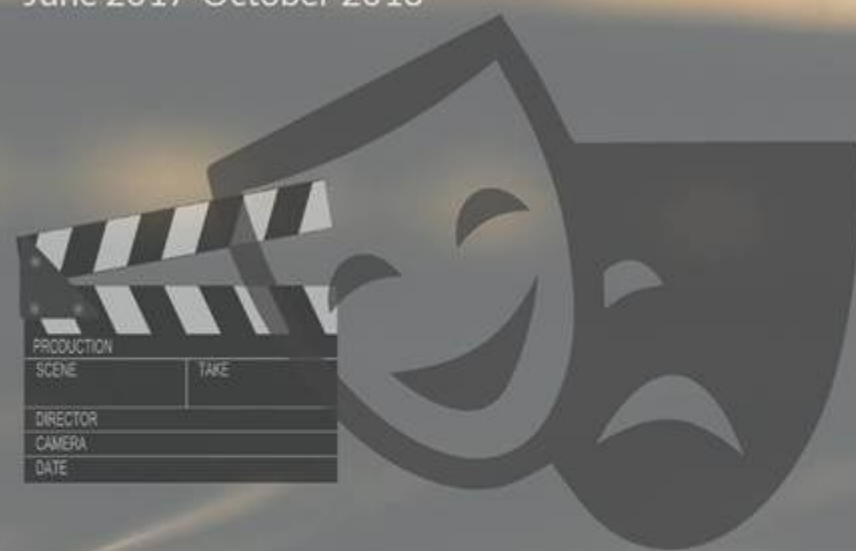 June 2017-October 2018
PRODUCTION
SCENE TAKE
DIRECTOR
CAMERA
DATE